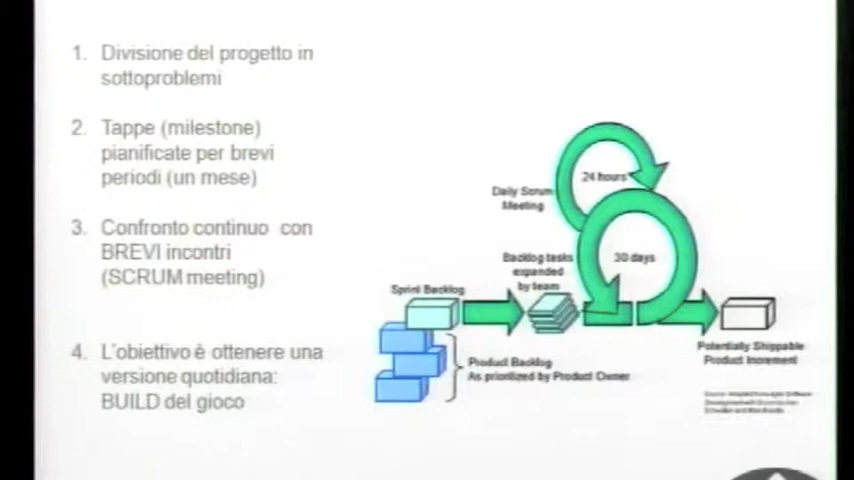 1. Divisione del progetto in
sottoproblemi
2. Tappe (milestone)
pianificate per brevi
periodi (un mese)
3. Confronto continuo con
BREVI incontri
(SCRUM meeting)
4. L'obiettivo è ottenere una
versione quotidiana:
BUILD del gioco
24 hours
Daily Scrum
Meeting
Backlog tasks
expanded
by team
30 days
Sprint Backlog
Potentially Shippable
Product Increment
Product Backlog
As prioritized by Product Owner